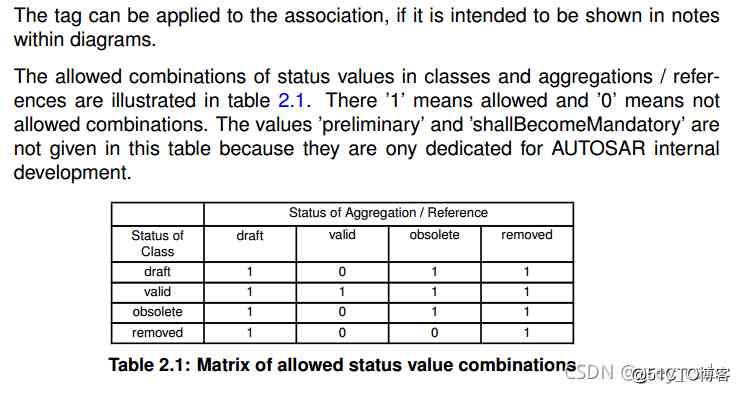 The tag can be applied to the association, if it is intended to be shown in notes
within diagrams.
The allowed combinations of status values in classes and aggregations / refer-
ences are illustrated in table 2.1. There '1' means allowed and '0' means not
allowed combinations. The values 'preliminary' and 'shallBecomeMandatory' are
not given in this table because they are ony dedicated for AUTOSAR internal
development.
Status of Aggregation / Reference
Status of Class draft valid obsolete removed
draft 1 0 1 1
valid 1 1 1 1
obsolete 1 0 1 1
removed 1 0 0 1
Table 2.1: Matrix of allowed status value combinations
CSDN
@51CTO博客